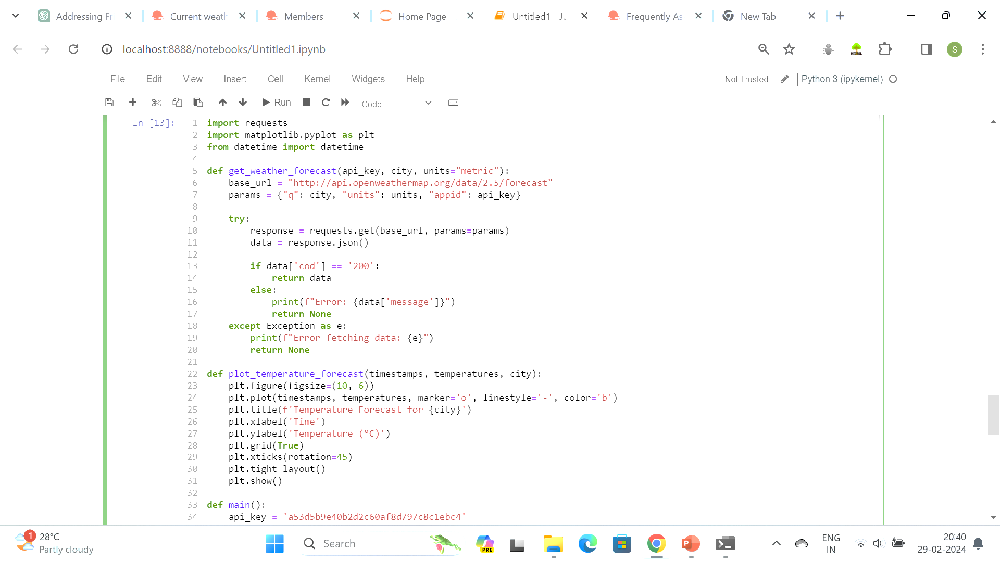 Addressing Fr
Current weath
Members
Home Page -
Untitled1 - Ju
Frequently As
New Tab
localhost:8888/notebooks/Untitled1.ipynb
HTML
S
File Edit View Insert Cell Kernel Widgets Help
Not Trusted
Python 3 (ipykernel)
Run
Code
In [13]:
1 import requests
2 import matplotlib.pyplot as plt
3 from datetime import datetime
4
5 def get_weather_forecast(api_key, city, units="metric"):
6     base_url = "http://api.openweathermap.org/data/2.5/forecast"
7     params = {"q": city, "units": units, "appid": api_key}
8
9     try:
10         response = requests.get(base_url, params=params)
11         data = response.json()
12
13         if data['cod'] == '200':
14             return data
15         else:
16             print(f"Error: {data['message']}")
17             return None
18     except Exception as e:
19         print(f"Error fetching data: {e}")
20         return None
21
22 def plot_temperature_forecast(timestamps, temperatures, city):
23     plt.figure(figsize=(10, 6))
24     plt.plot(timestamps, temperatures, marker='o', linestyle='-', color='b')
25     plt.title(f'Temperature Forecast for {city}')
26     plt.xlabel('Time')
27     plt.ylabel('Temperature (°C)')
28     plt.grid(True)
29     plt.xticks(rotation=45)
30     plt.tight_layout()
31     plt.show()
32
33 def main():
34     api_key = 'a53d5b9e40b2d2c60af8d797c8c1ebc4'
1
28°C
Partly cloudy
Search
PRE
P
ENG
IN
20:40
29-02-2024